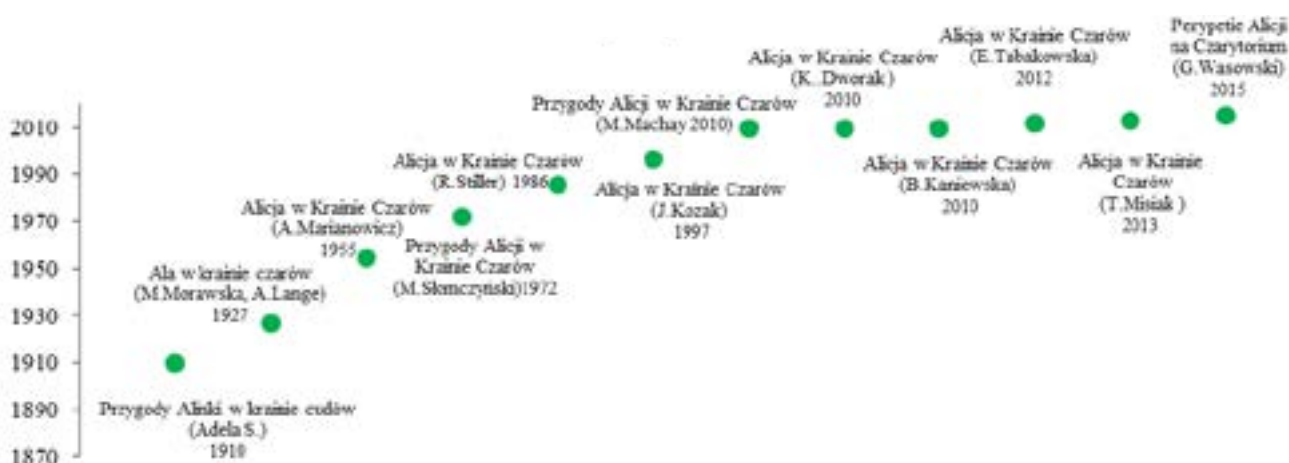 2010
1990
1970
1950
1930
1910
1890
1870
Przygody Alinki w krainie cudów
(Adela S.)
1910
Ala w krainie czarów
(M.Morawska, A.Lange)
1927
Alicja w Krainie Czarów
(A.Marianowicz)
1955
Przygody Alicji w
Krainie Czarów
(M.Słomczyński)1972
Alicja w Krainie Czarów
(R.Stiller) 1986
Alicja w Krainie Czarów
(J.Kozak)
1997
Przygody Alicji w Krainie Czarów
(M.Machay 2010)
Alicja w Krainie Czarów
(K. Dworak )
2010
Alicja w Krainie Czarów
(B.Kaniewska)
2010
Alicja w Krainie Czarów
(E.Tabakowska)
2012
Alicja w Krainie
Czarów
(T.Misiak )
2013
Perypetie Alicji
na Czarytorium
(G.Wasowski)
2015